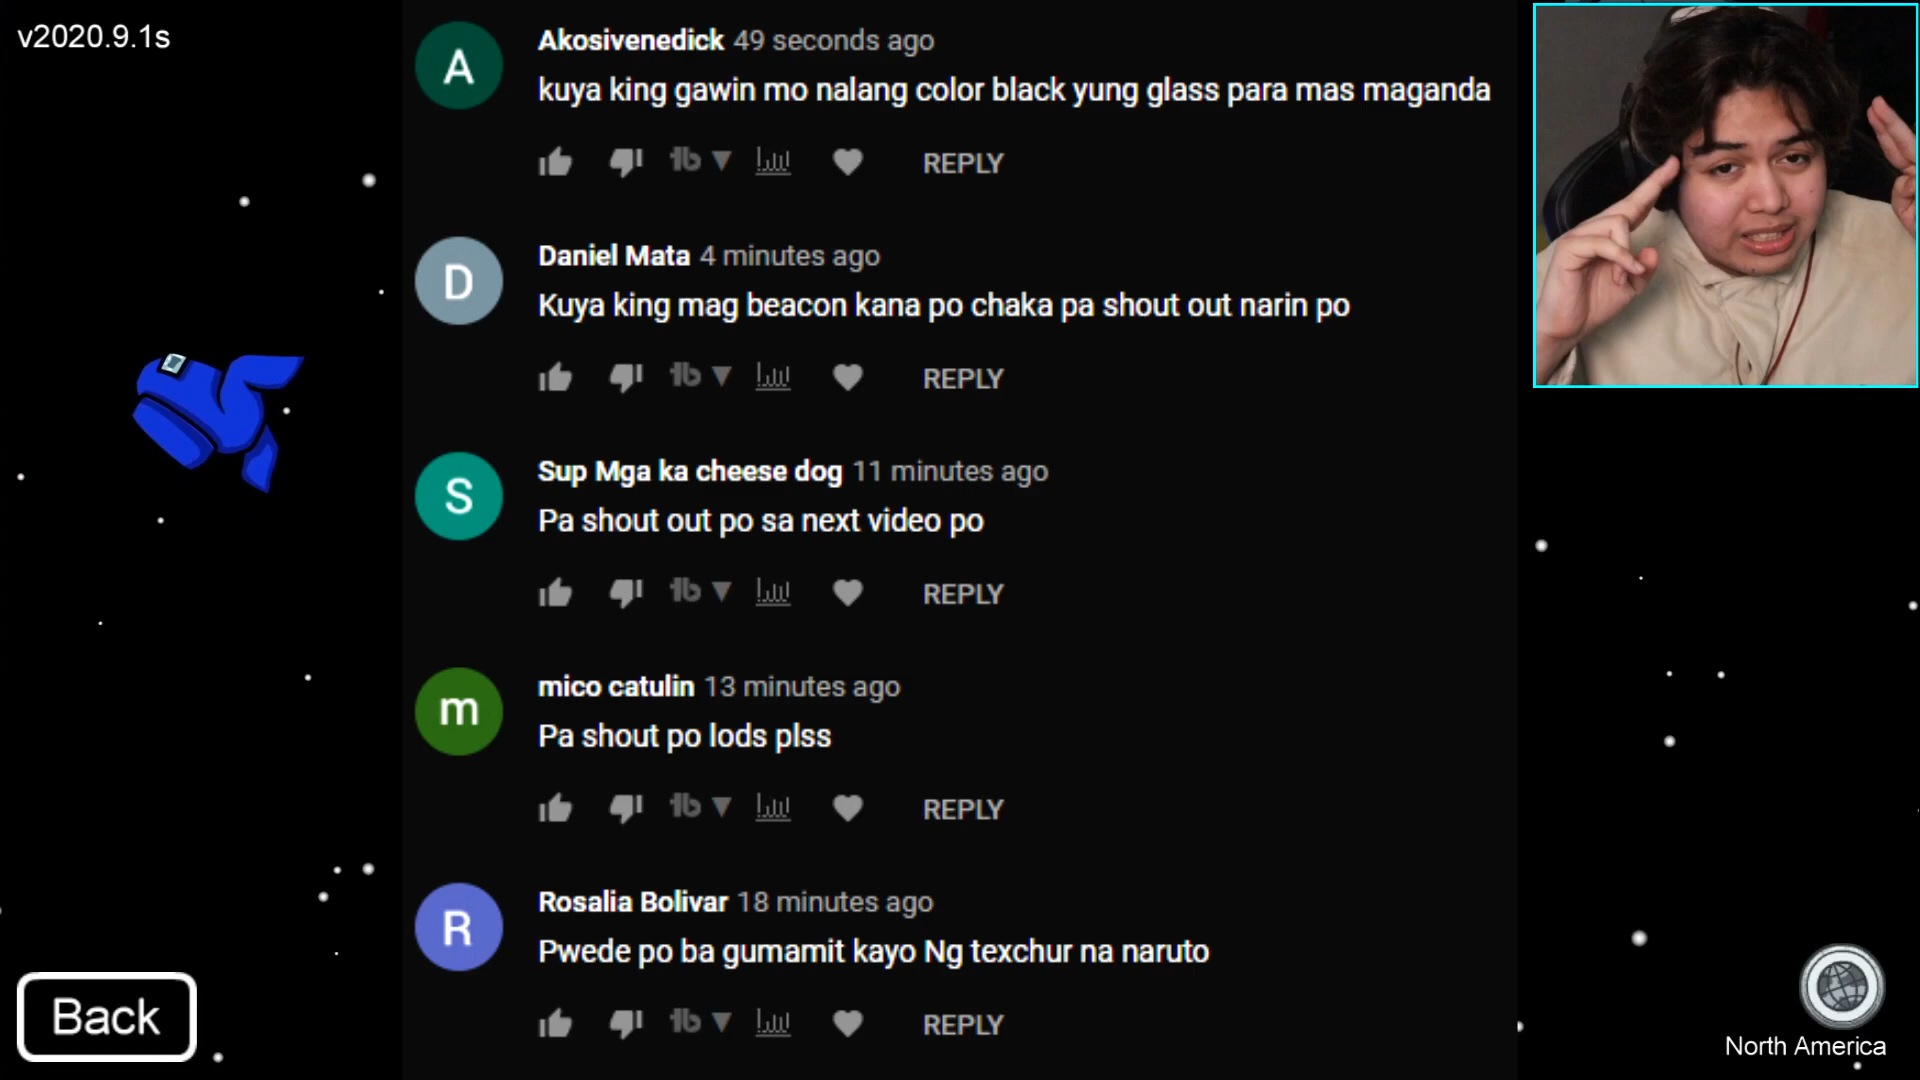 v2020.9.1s
A
Akosivenedick 49 seconds ago
kuya king gawin mo nalang color black yung glass para mas maganda
REPLY
D
Daniel Mata 4 minutes ago
Kuya king mag beacon kana po chaka pa shout out narin po
REPLY
S
Sup Mga ka cheese dog 11 minutes ago
Pa shout out po sa next video po
REPLY
m
mico catulin 13 minutes ago
Pa shout po lods plss
REPLY
R
Rosalia Bolivar 18 minutes ago
Pwede po ba gumamit kayo Ng texchur na naruto
REPLY
Back
North America